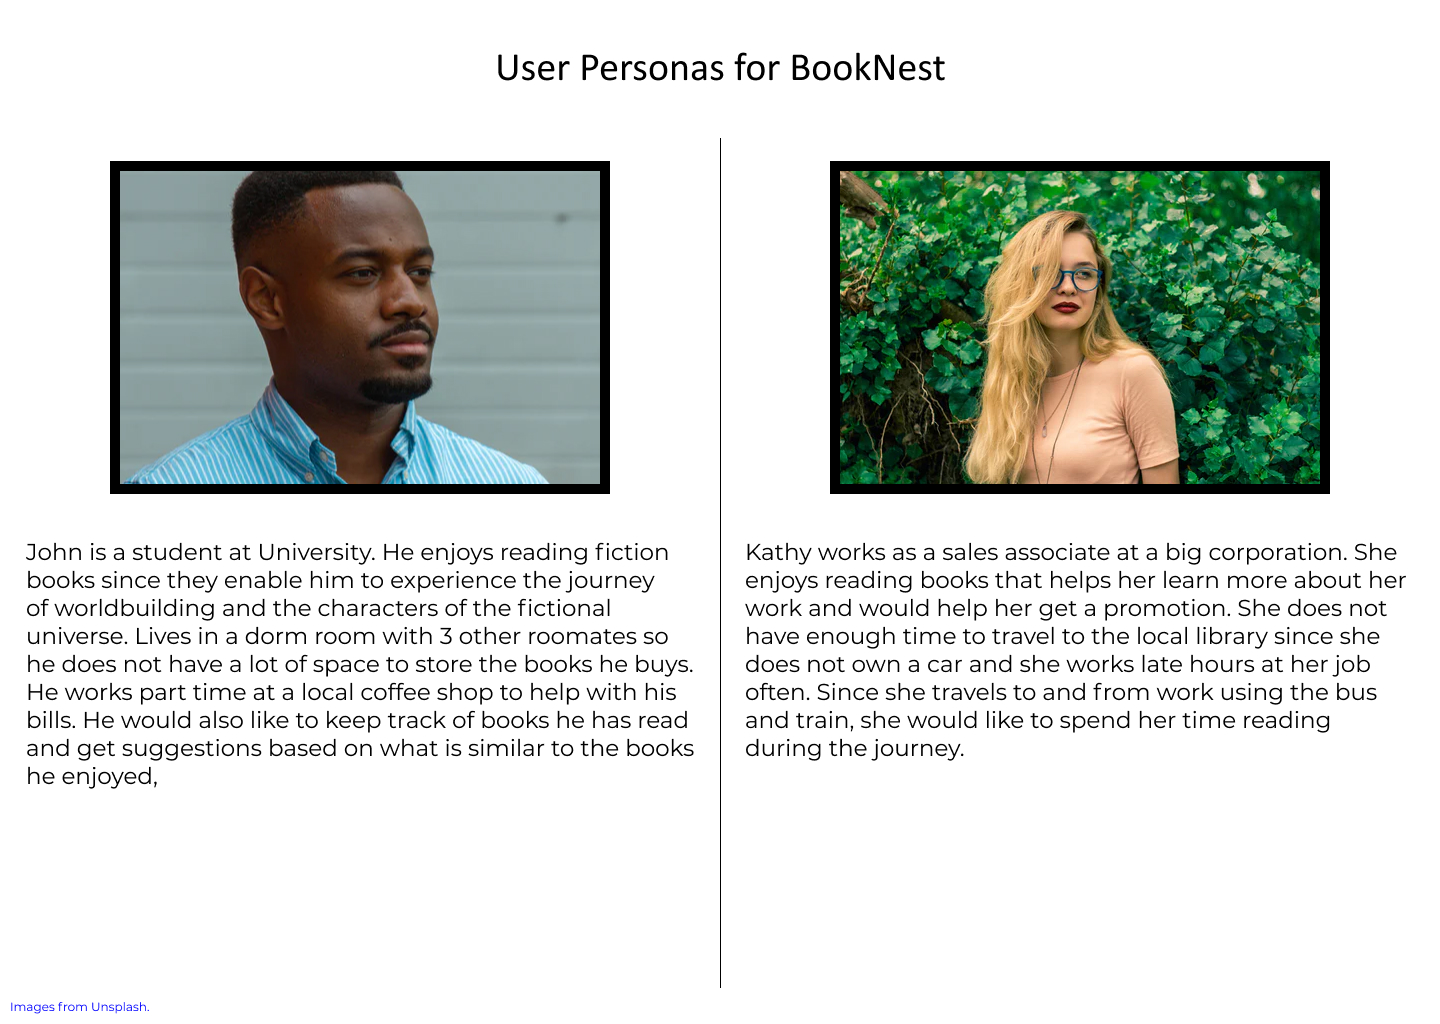 User Personas for BookNest
John is a student at University. He enjoys reading fiction
books since they enable him to experience the journey
of worldbuilding and the characters of the fictional
universe. Lives in a dorm room with 3 other roomates so
he does not have a lot of space to store the books he buys.
He works part time at a local coffee shop to help with his
bills. He would also like to keep track of books he has read
and get suggestions based on what is similar to the books
he enjoyed,
Kathy works as a sales associate at a big corporation. She
enjoys reading books that helps her learn more about her
work and would help her get a promotion. She does not
have enough time to travel to the local library since she
does not own a car and she works late hours at her job
often. Since she travels to and from work using the bus
and train, she would like to spend her time reading
during the journey.
Images from Unsplash.